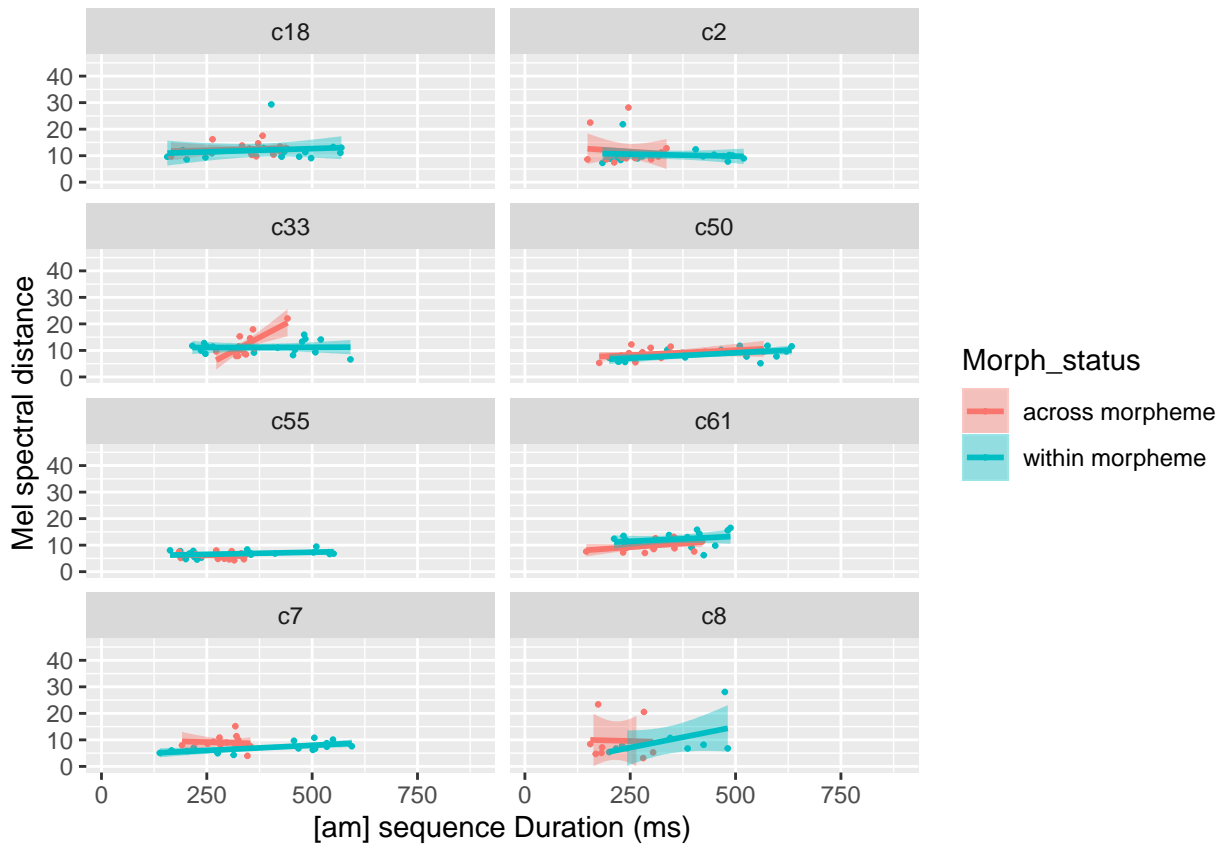 c18
c2
40
30
20
10
0
c33
c50
40
30
20
10
0
c55
c61
40
30
20
10
0
c7
c8
40
30
20
10
0
0 250 500 750 0 250 500 750
[am] sequence Duration (ms)
Mel spectral distance
Morph_status
across morpheme
within morpheme